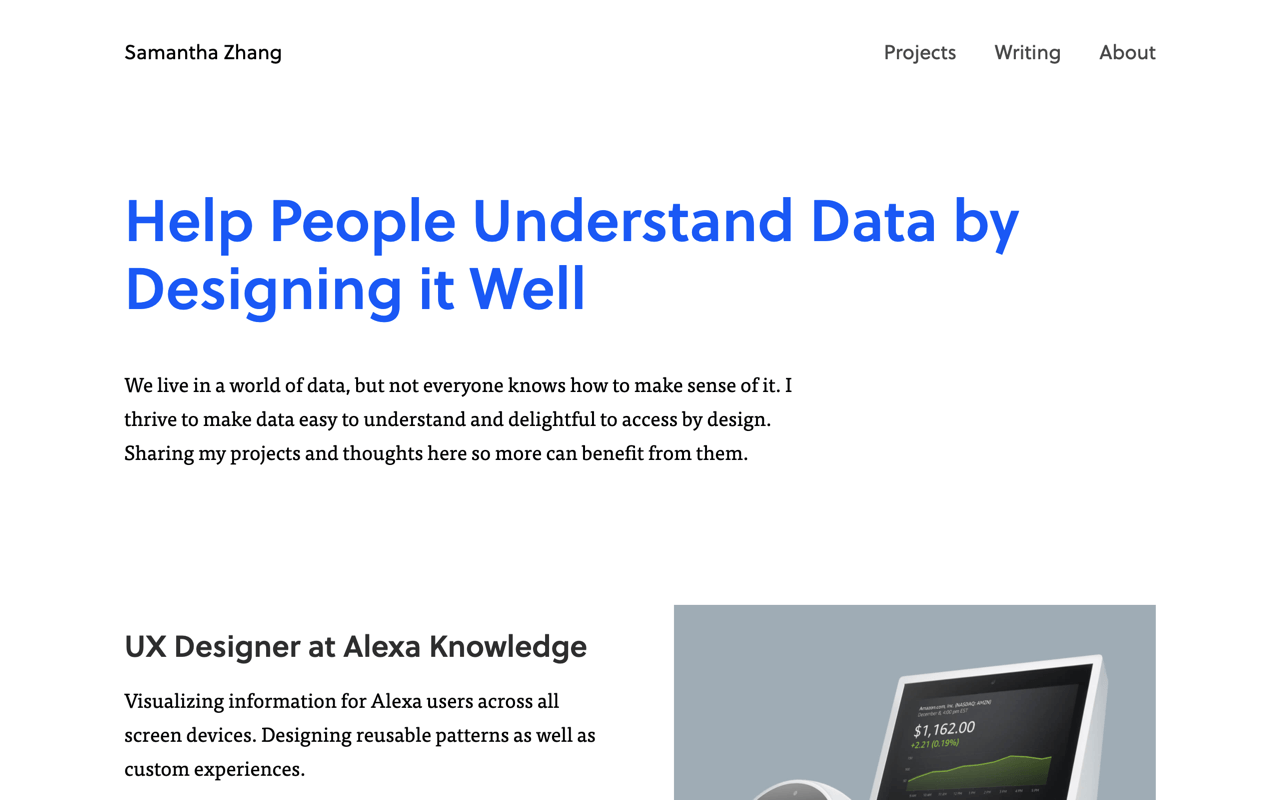 Samantha Zhang
Projects
Writing
About
Help People Understand Data by
Designing it Well
We live in a world of data, but not everyone knows how to make sense of it. I
thrive to make data easy to understand and delightful to access by design.
Sharing my projects and thoughts here so more can benefit from them.
UX Designer at Alexa Knowledge
Visualizing information for Alexa users across all
screen devices. Designing reusable patterns as well as
custom experiences.
Amazon.com, Inc. (NASDAQ: AMZN)
$1,162.00
+2.21 (0.19%)